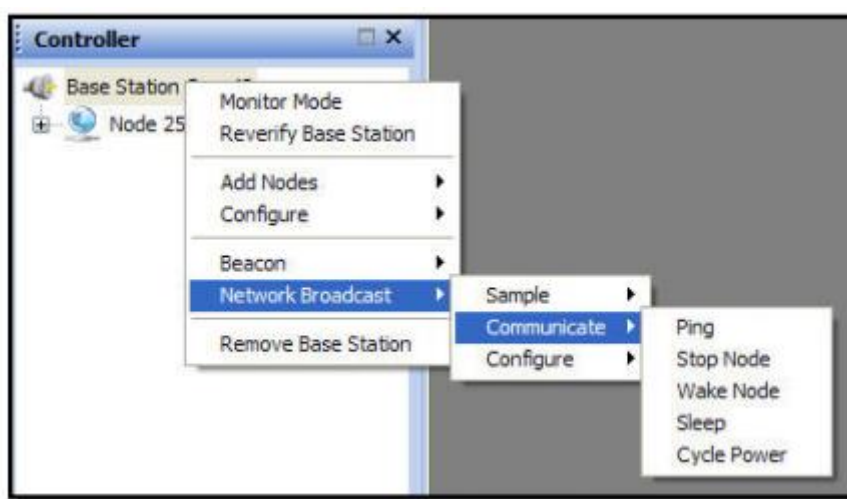 Controller
Base Station
Node 25
Monitor Mode
Reverify Base Station
Add Nodes
Configure
Beacon
Network Broadcast
Remove Base Station
Sample
Communicate
Configure
Ping
Stop Node
Wake Node
Sleep
Cycle Power